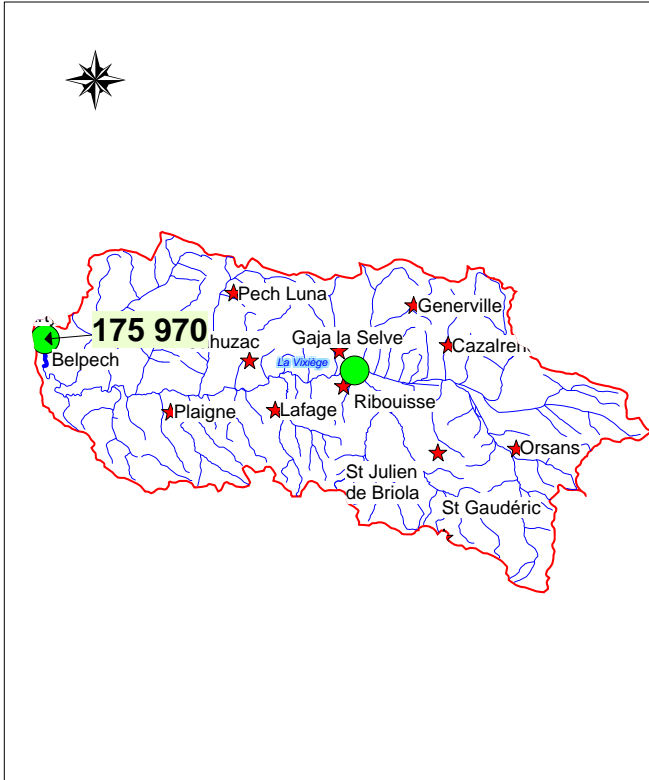 Pech Luna
Generville
175 970
huzac
Gaja la Selve
Cazalren
Belpech
La Vixiège
Plaigne
Lafage
Ribouisse
Orsans
St Julien
de Briola
St Gaudéric